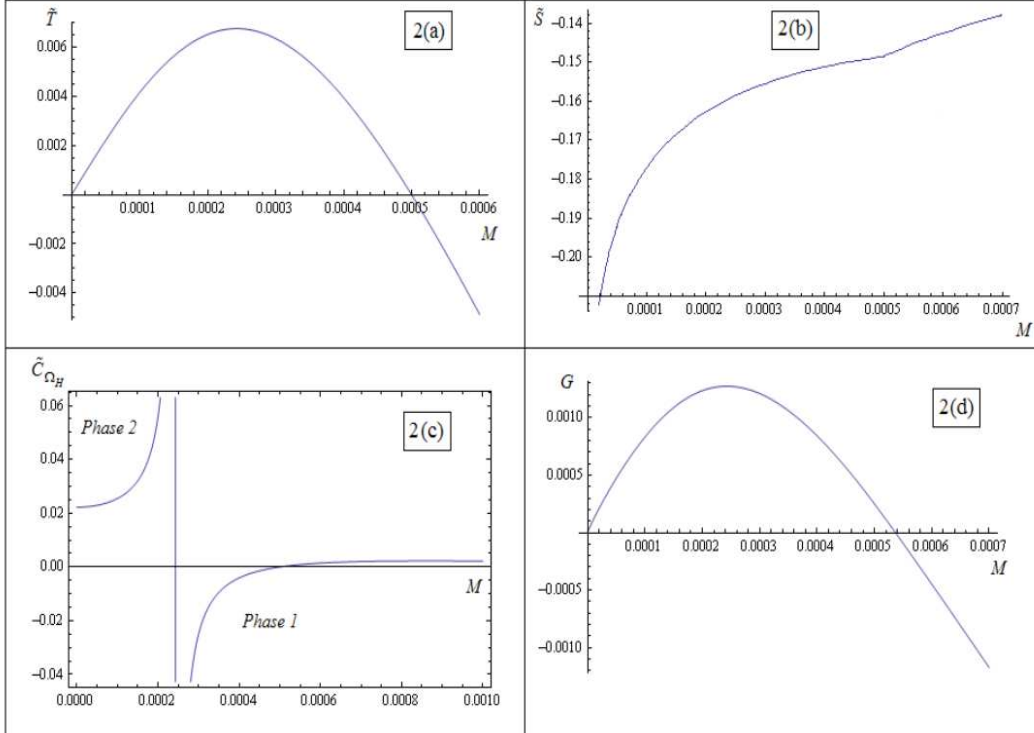 T̃
2(a)
0.006
0.004
0.002
0.0001 0.0002 0.0003 0.0004 0.0005 0.0006
M
−0.002
−0.004
S̃
2(b)
−0.14
−0.15
−0.16
−0.17
−0.18
−0.19
−0.20
0.0001 0.0002 0.0003 0.0004 0.0005 0.0006 0.0007
M
C̃_Ω_H
2(c)
0.06
Phase 2
0.04
0.02
0.00
M
Phase 1
−0.02
−0.04
0.0000 0.0002 0.0004 0.0006 0.0008 0.0010
G
2(d)
0.0010
0.0005
0.0001 0.0002 0.0003 0.0004 0.0005 0.0006 0.0007
M
−0.0005
−0.0010